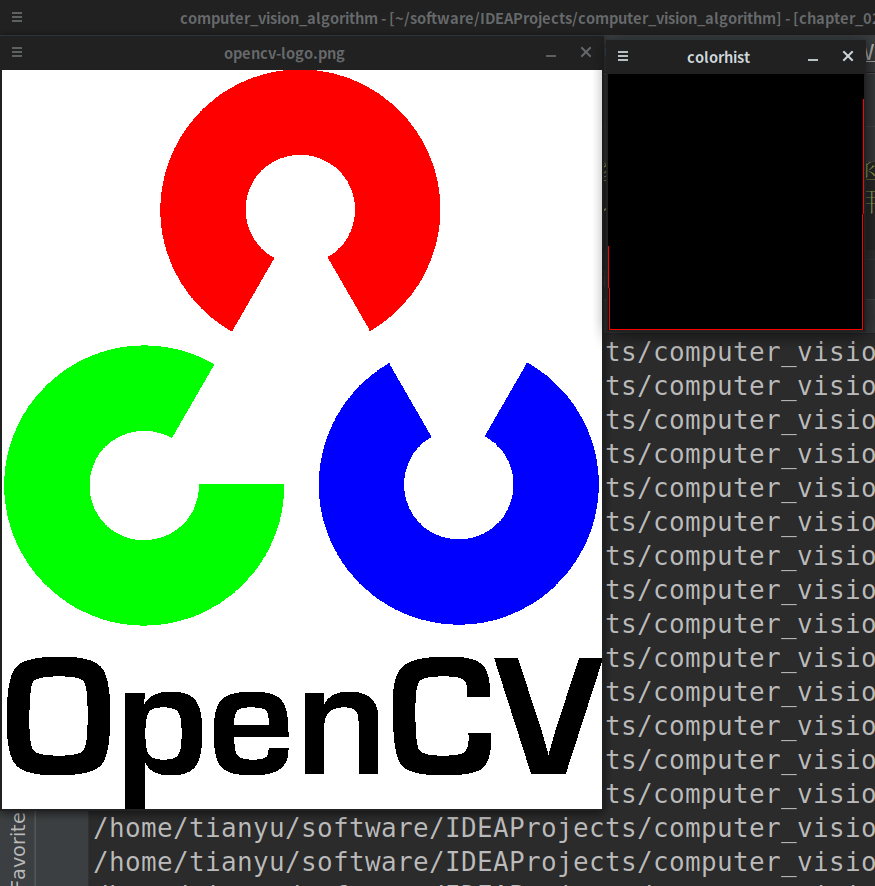 computer_vision_algorithm - [~/software/IDEAProjects/computer_vision_algorithm] - [chapter_02
opencv-logo.png
colorhist
OpenCV
ts/computer_visio
ts/computer_visio
ts/computer_visio
ts/computer_visio
ts/computer_visio
ts/computer_visio
ts/computer_visio
ts/computer_visio
ts/computer_visio
ts/computer_visio
ts/computer_visio
ts/computer_visio
ts/computer_visio
ts/computer_visio
/home/tianyu/software/IDEAProjects/computer_visio
/home/tianyu/software/IDEAProjects/computer_visio
Favorite